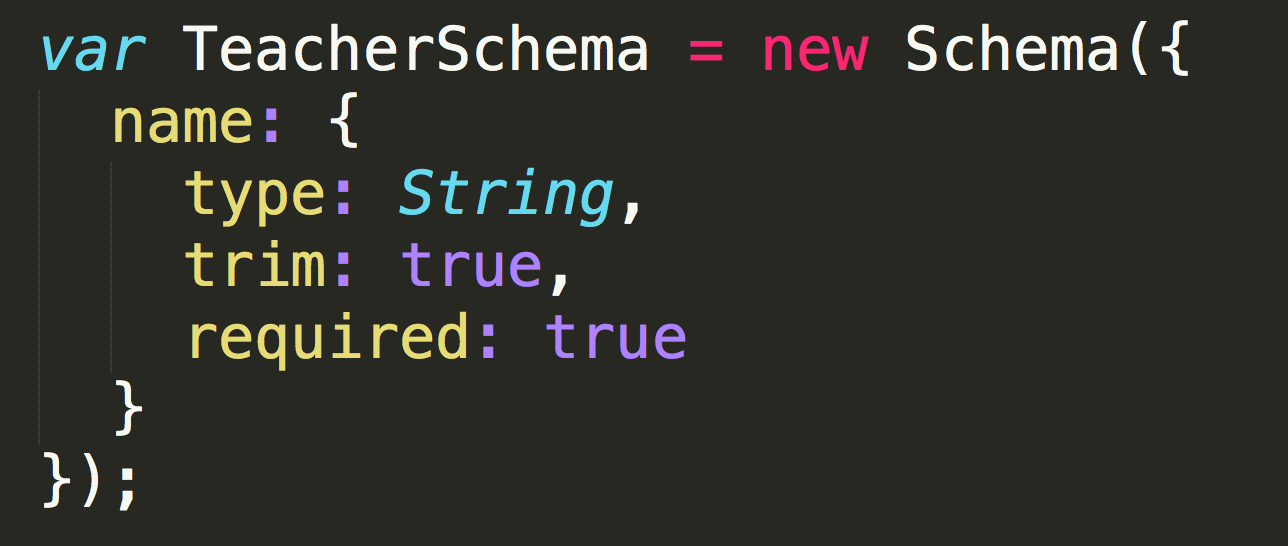 var TeacherSchema = new Schema({
  name: {
    type: String,
    trim: true,
    required: true
  }
});